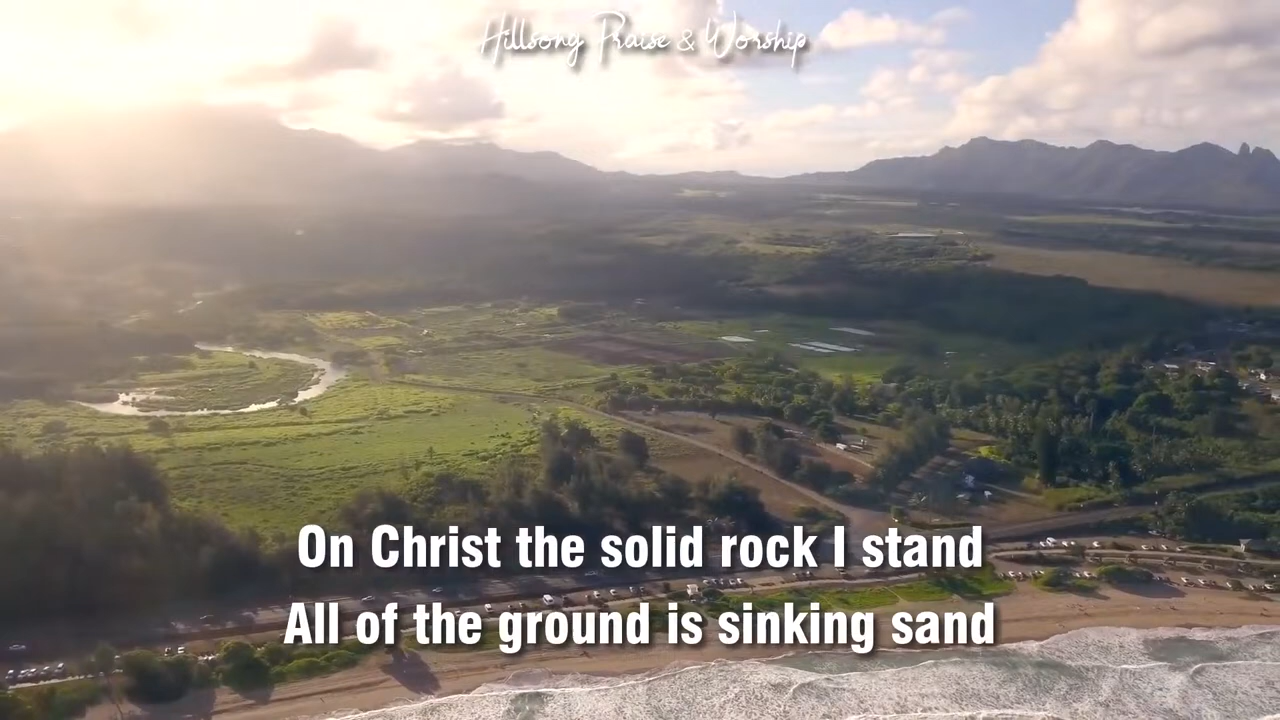 Hillsong Praise & Worship
On Christ the solid rock I stand
All of the ground is sinking sand